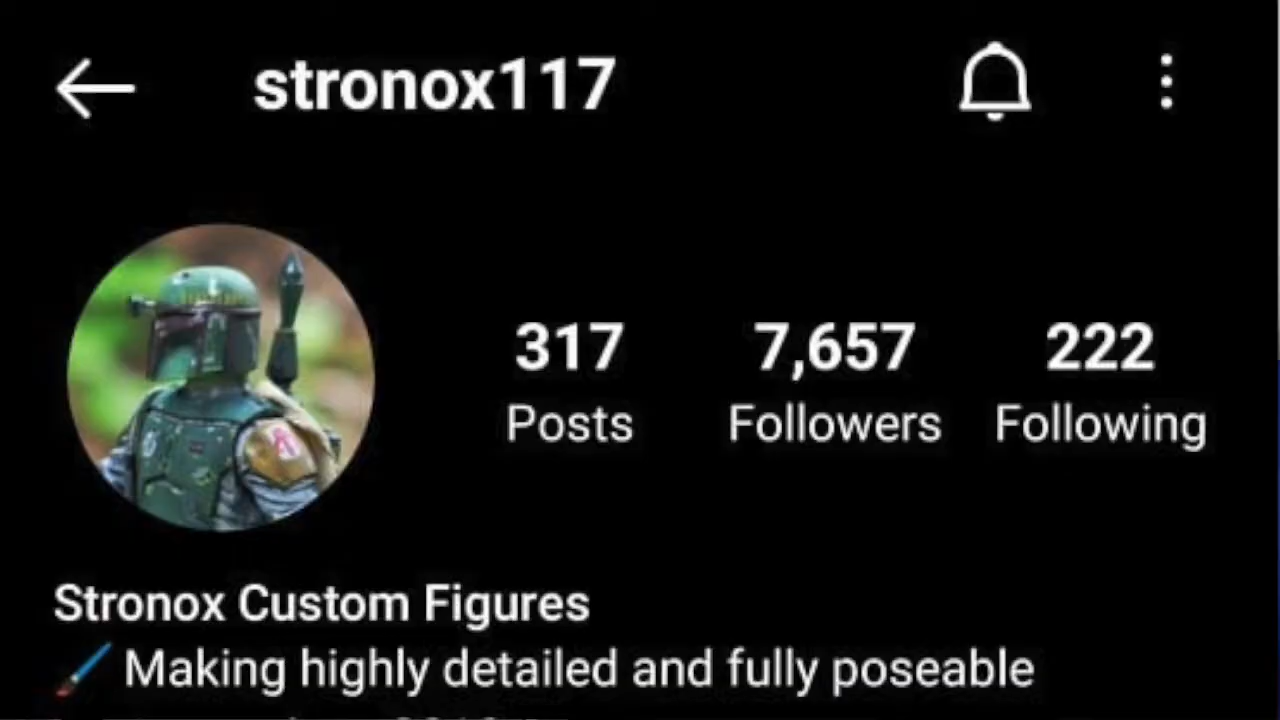 stronox117
317 7,657 222
Posts Followers Following
Stronox Custom Figures
Making highly detailed and fully poseable